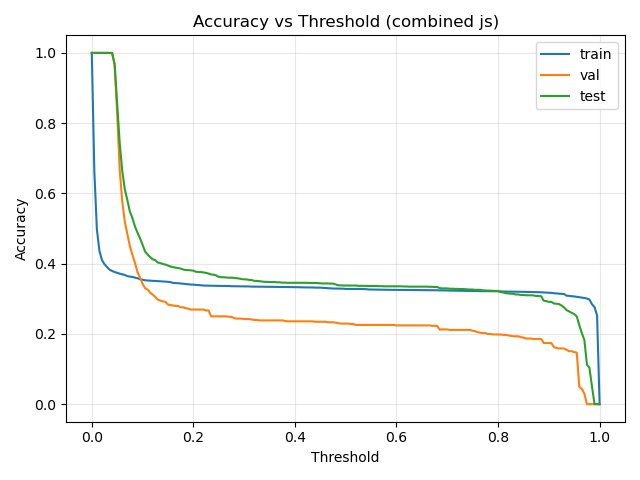 Accuracy vs Threshold (combined js)
train
val
test
Accuracy
1.0
0.8
0.6
0.4
0.2
0.0
0.0 0.2 0.4 0.6 0.8 1.0
Threshold